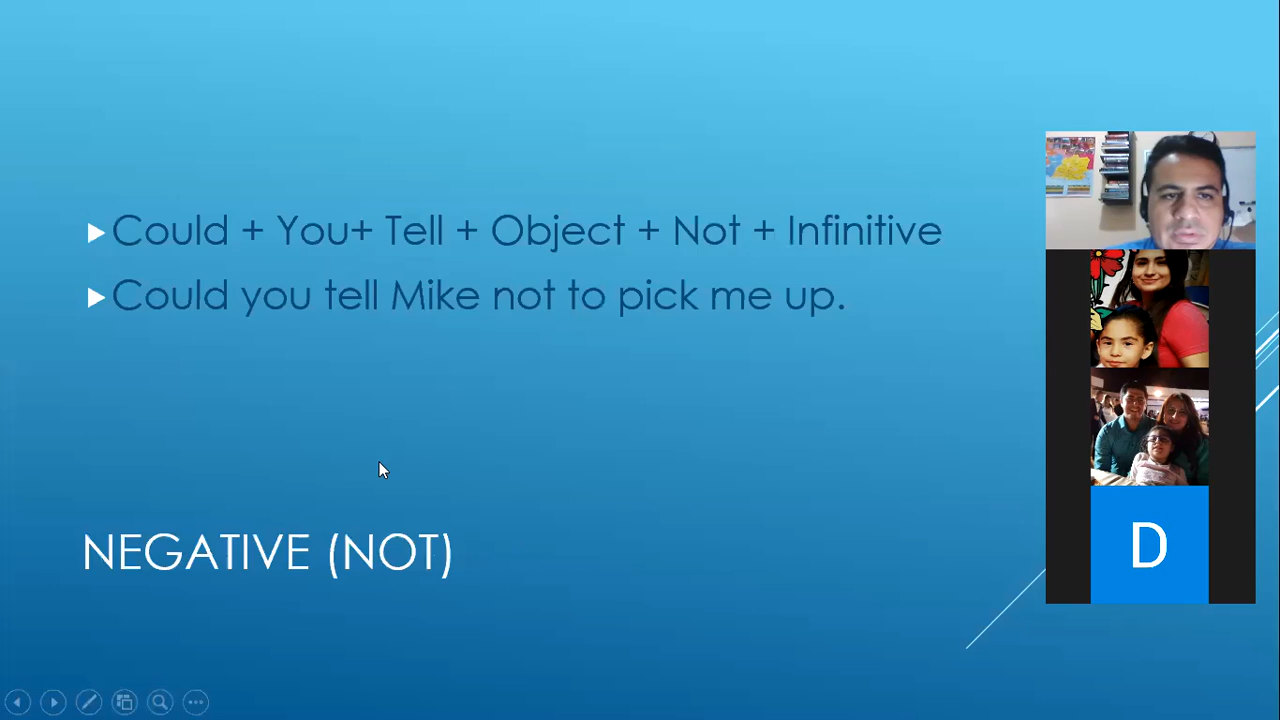 Could + You+ Tell + Object + Not + Infinitive
Could you tell Mike not to pick me up.
NEGATIVE (NOT)
D